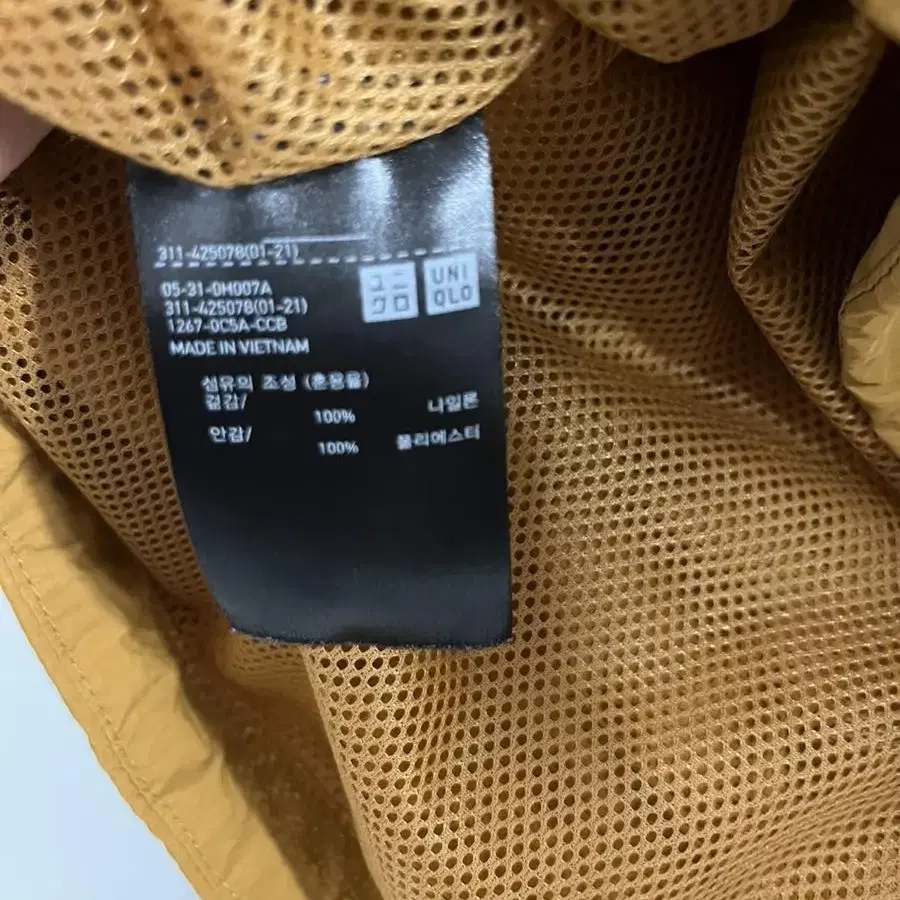 311-425078(01-21)
05-31-0H007A
311-425078(01-21)
1267-0C5A-CCB
MADE IN VIETNAM
ユニ
クロ
UNI
QLO
섬유의 조성 (혼용율)
겉감/
100% 나일론
안감/
100% 폴리에스터